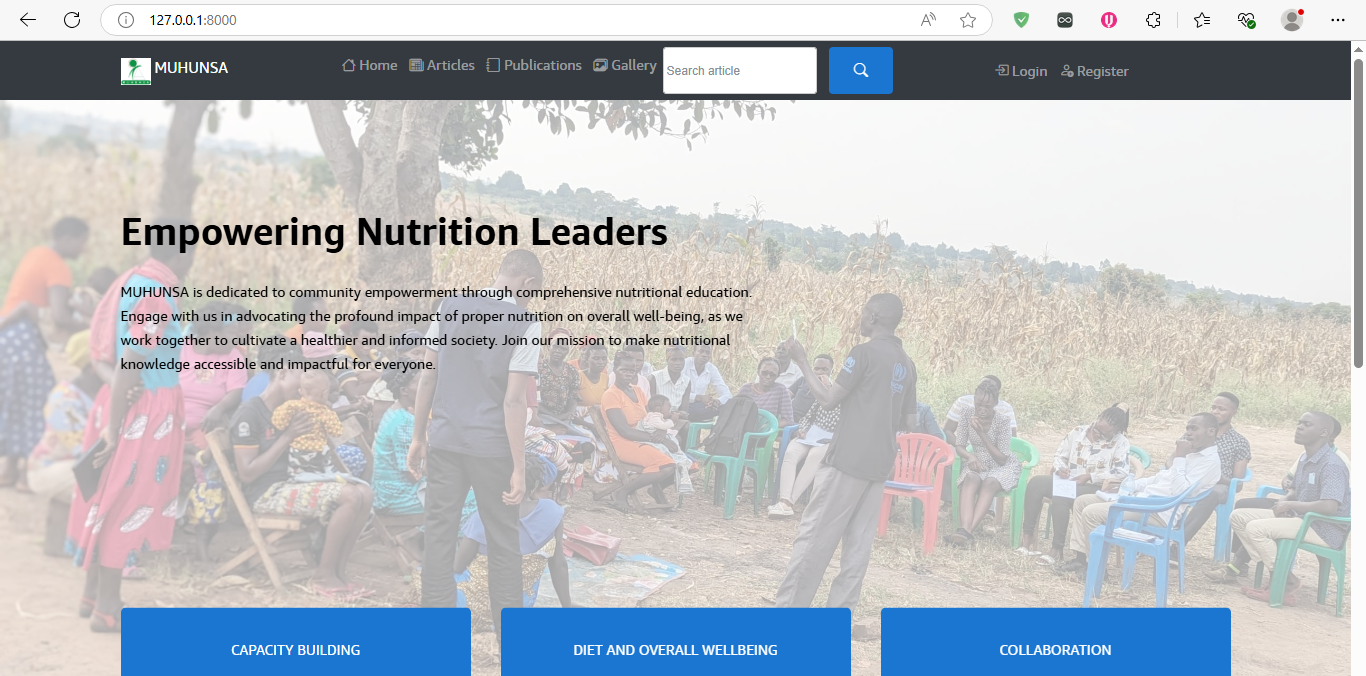 127.0.0.1:8000
MUHUNSA
Home
Articles
Publications
Gallery
Search article
Login
Register
Empowering Nutrition Leaders
MUHUNSA is dedicated to community empowerment through comprehensive nutritional education.
Engage with us in advocating the profound impact of proper nutrition on overall well-being, as we
work together to cultivate a healthier and informed society. Join our mission to make nutritional
knowledge accessible and impactful for everyone.
CAPACITY BUILDING
DIET AND OVERALL WELLBEING
COLLABORATION